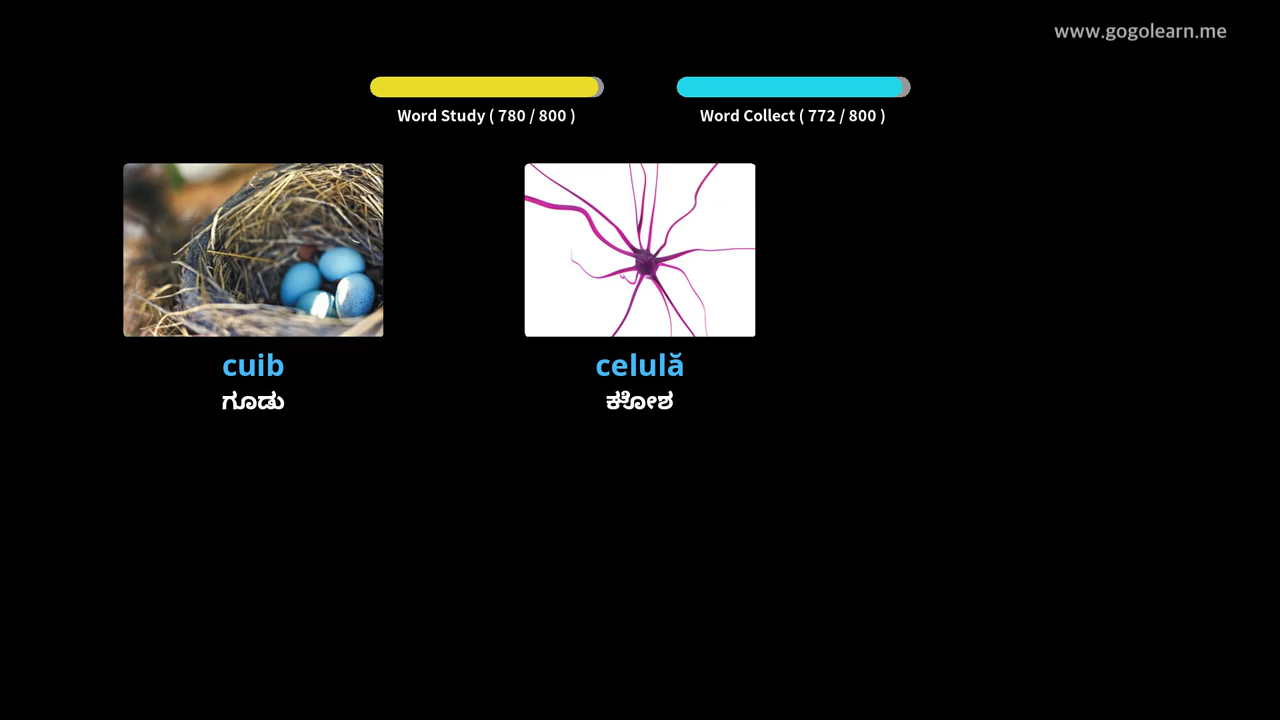 www.gogolearn.me
Word Study ( 780 / 800 )
Word Collect ( 772 / 800 )
cuib
ಗೂಡು
celulă
ಕೋಶ